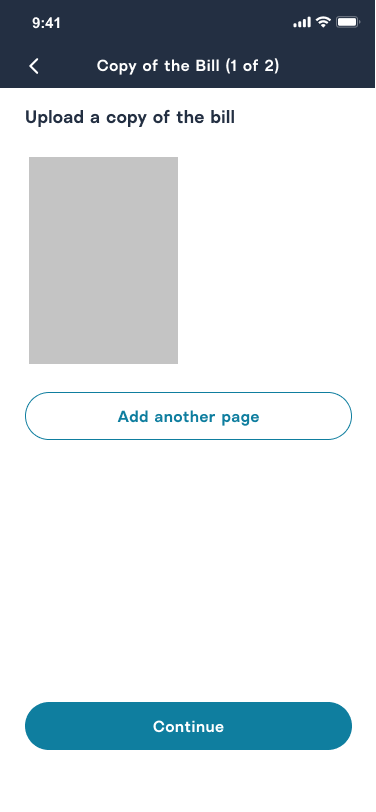 9:41
Copy of the Bill (1 of 2)
Upload a copy of the bill
Add another page
Continue